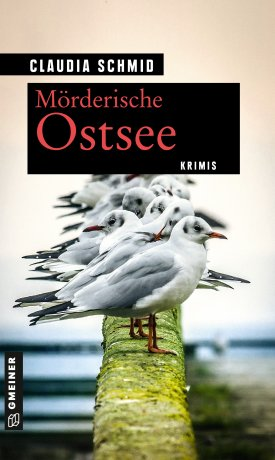 CLAUDIA SCHMID
Mörderische
Ostsee
KRIMIS
GMEINER